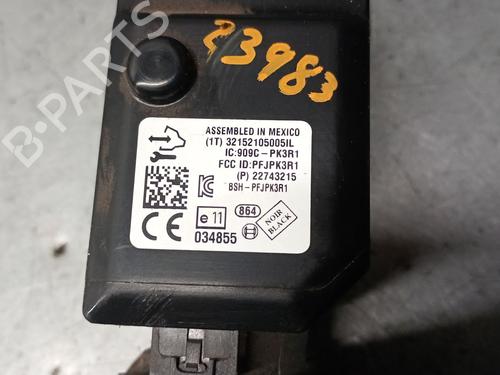 23983
ASSEMBLED IN MEXICO
(1T) 32152105005IL
IC:909C-PK3R1
FCC ID:PFJPK3R1
(P) 22743215
BSH-PFJPK3R1
e 11
864
NOIR
BLACK
CE
034855
B-PARTS